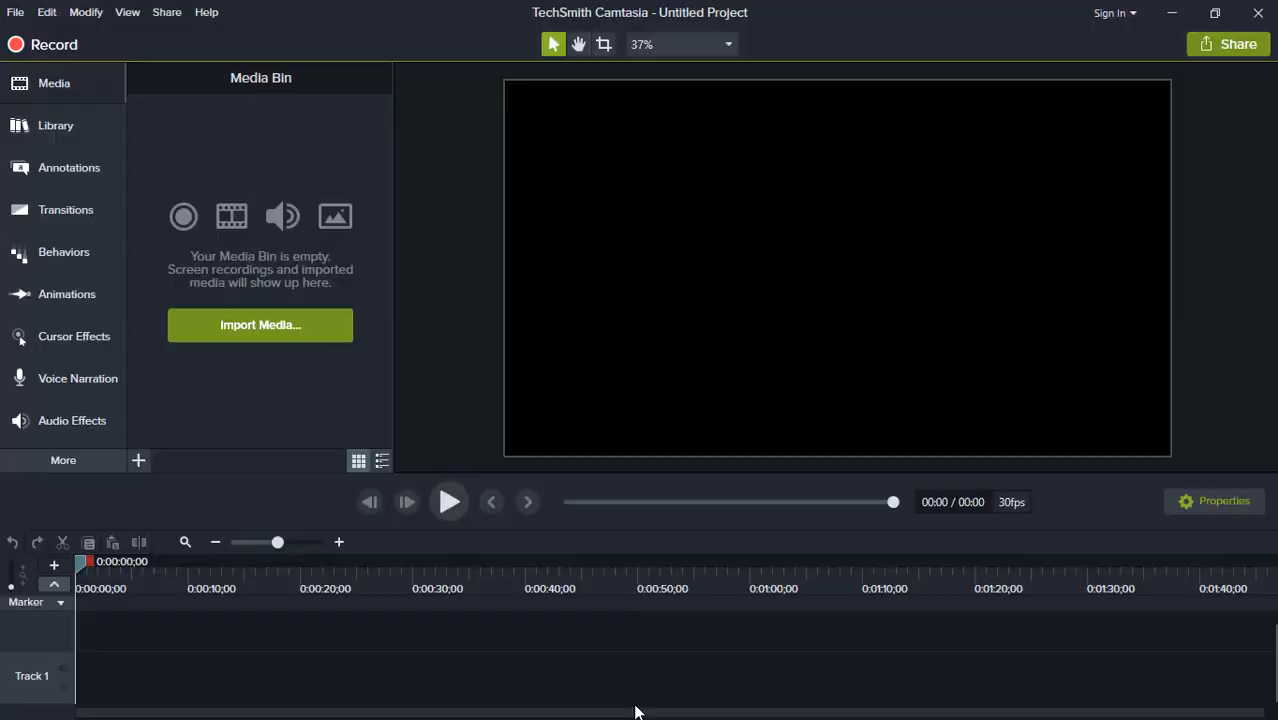 File Edit Modify View Share Help
TechSmith Camtasia - Untitled Project
Sign In
Record
37%
Share
Media
Library
Annotations
Transitions
Behaviors
Animations
Cursor Effects
Voice Narration
Audio Effects
More
Media Bin
Your Media Bin is empty.
Screen recordings and imported
media will show up here.
Import Media...
00:00 / 00:00 30fps
Properties
0:00:00;00
0:00:00;00 0:00:10;00 0:00:20;00 0:00:30;00 0:00:40;00 0:00:50;00 0:01:00;00 0:01:10;00 0:01:20;00 0:01:30;00 0:01:40;00
Marker
Track 1